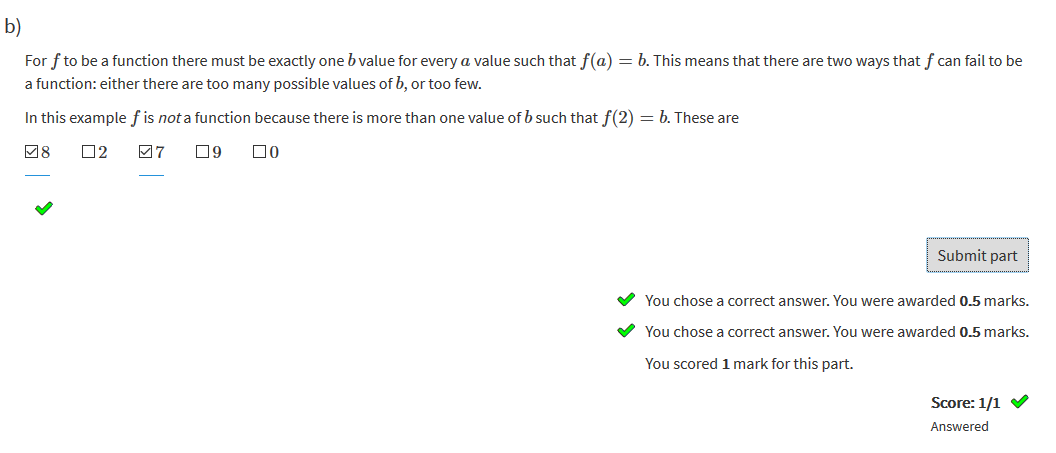 b)
For f to be a function there must be exactly one b value for every a value such that f(a) = b. This means that there are two ways that f can fail to be
a function: either there are too many possible values of b, or too few.
In this example f is not a function because there is more than one value of b such that f(2) = b. These are
8 2 7 9 0
Submit part
You chose a correct answer. You were awarded 0.5 marks.
You chose a correct answer. You were awarded 0.5 marks.
You scored 1 mark for this part.
Score: 1/1
Answered